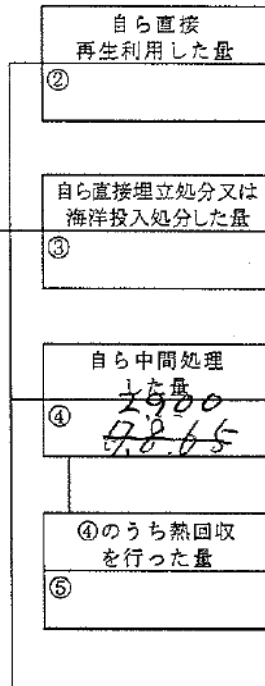 自ら直接
再生利用した量
②
自ら直接埋立処分又は
海洋投入処分した量
③
自ら中間処理
した量
2900
④
④のうち熱回収
を行った量
⑤